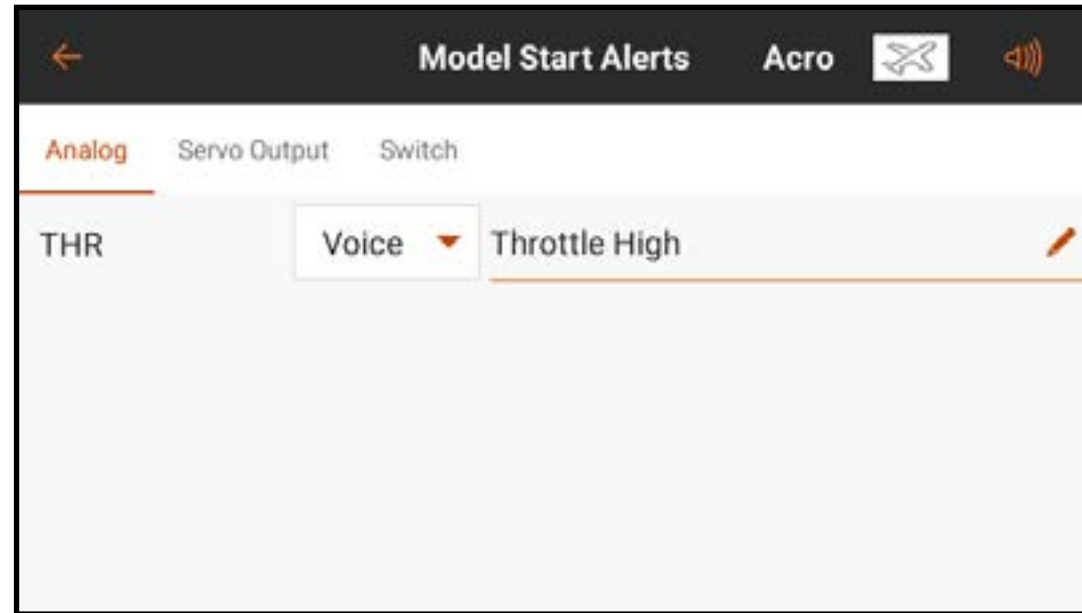 Model Start Alerts Acro
Analog Servo Output Switch
THR Voice Throttle High